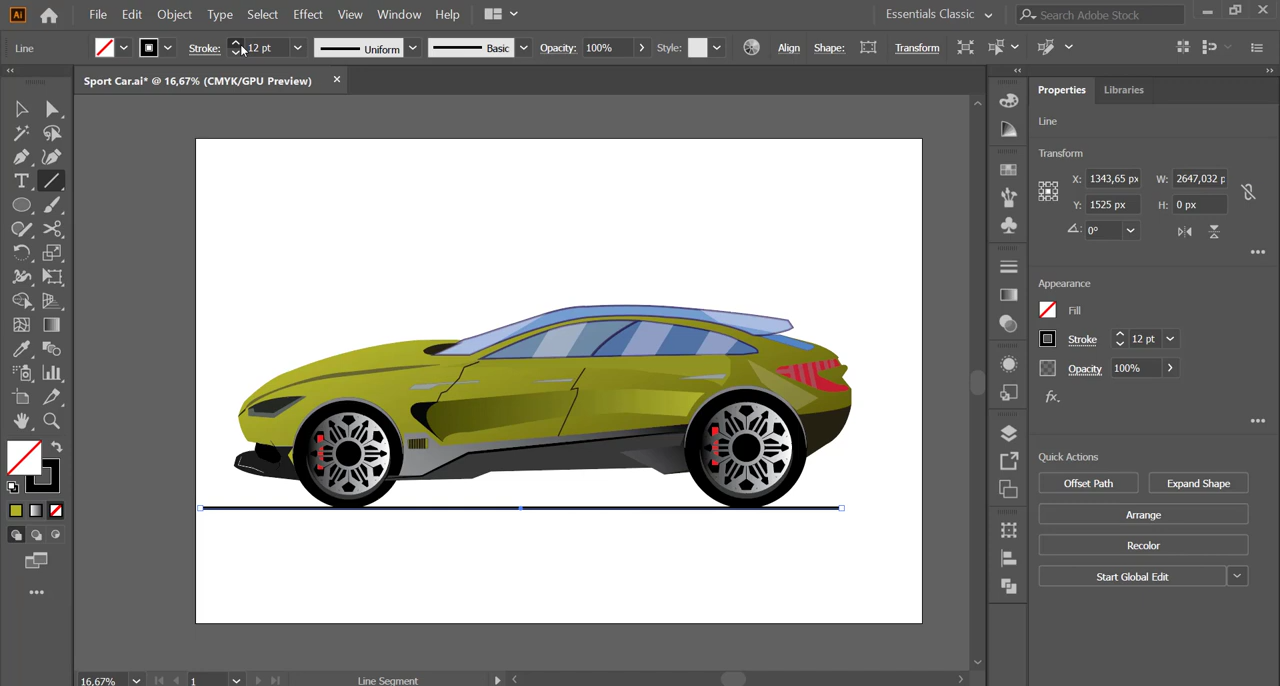 Ai File Edit Object Type Select Effect View Window Help Essentials Classic Search Adobe Stock
Line Stroke: 12 pt Uniform Basic Opacity: 100% Style: Align Shape: Transform
Sport Car.ai* @ 16,67% (CMYK/GPU Preview)
Properties Libraries
Line
Transform
X: 1343,65 px W: 2647,032 p
Y: 1525 px H: 0 px
0°
Appearance
Fill
Stroke 12 pt
Opacity 100%
fx.
Quick Actions
Offset Path Expand Shape
Arrange
Recolor
Start Global Edit
16,67% 1 Line Segment